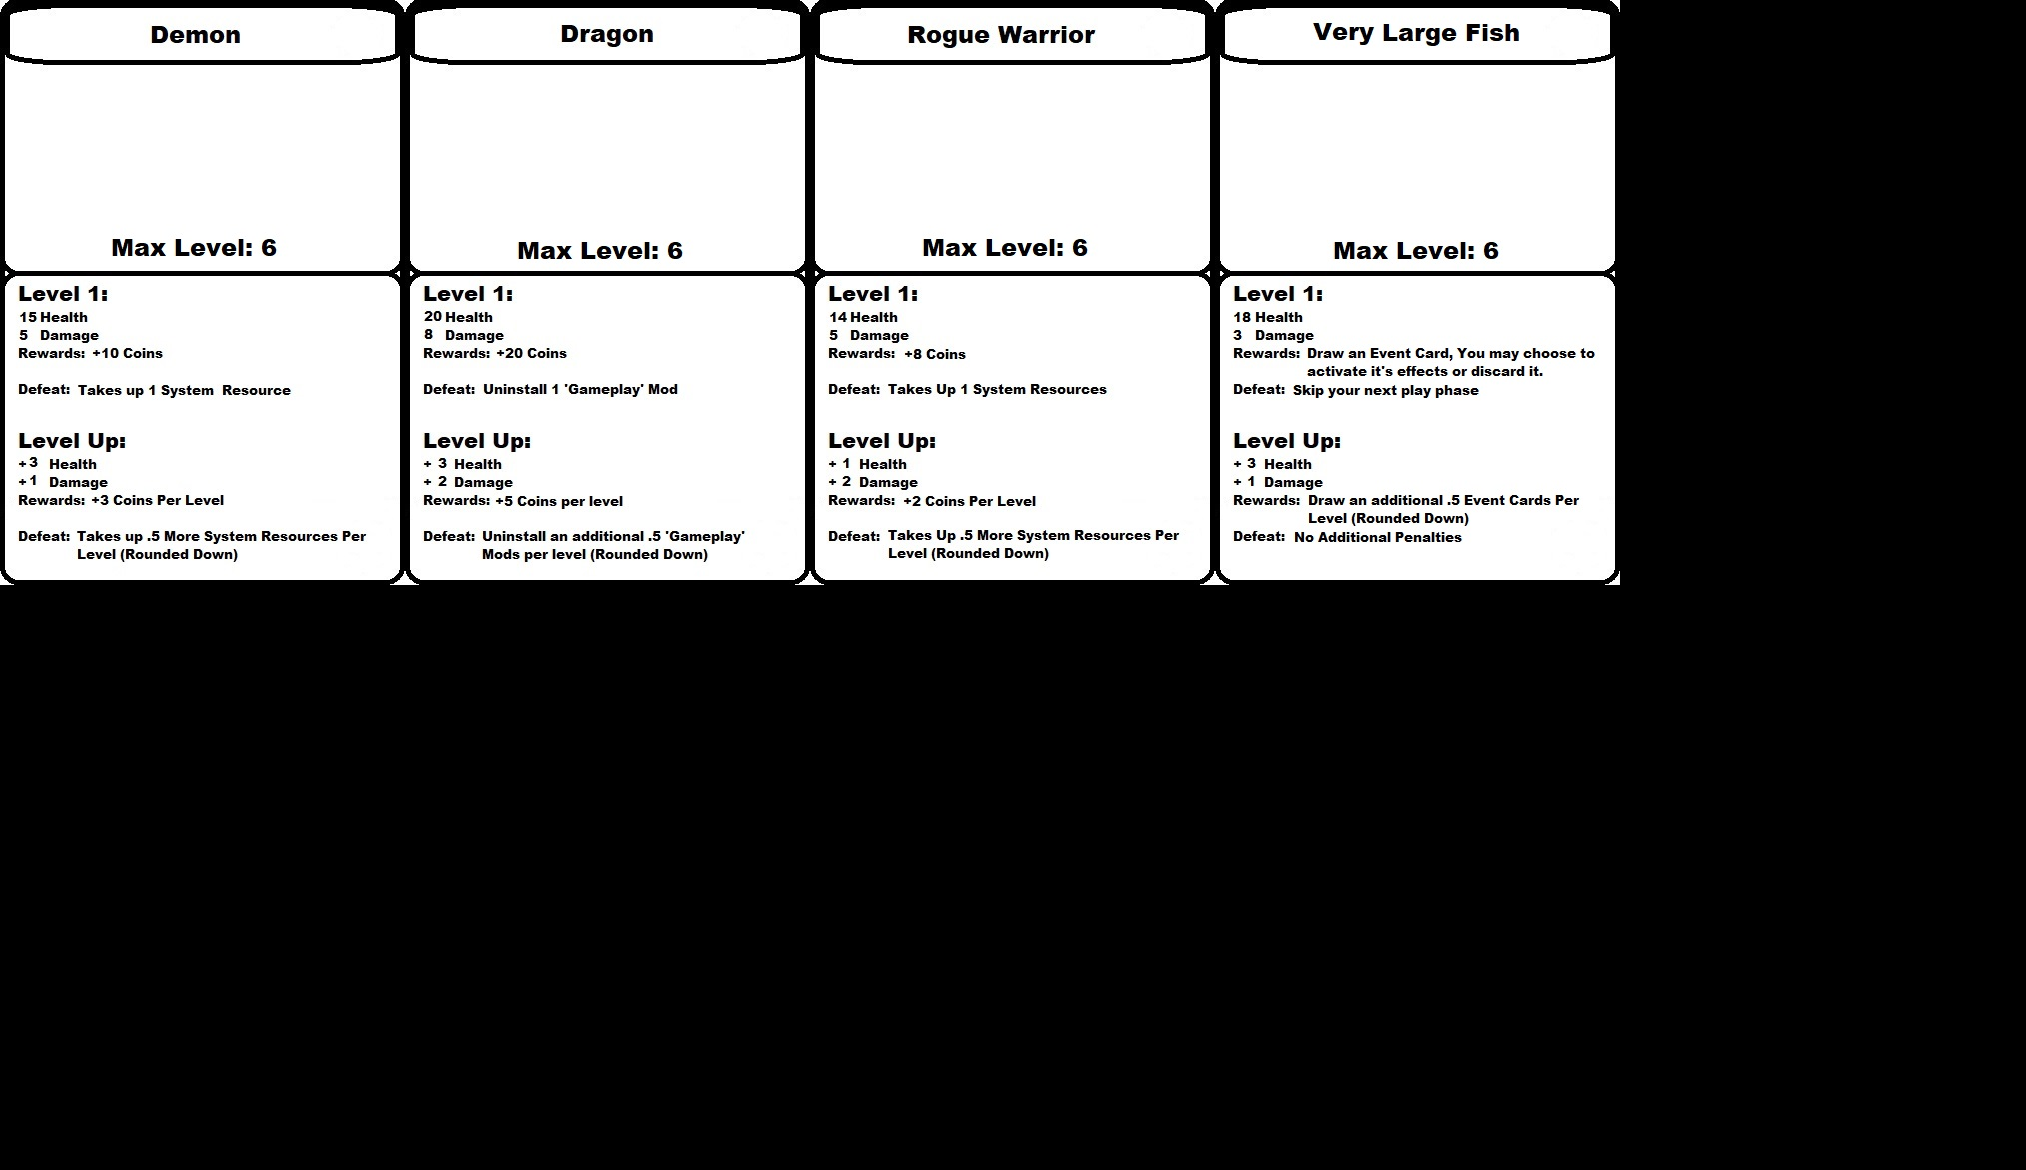 Demon
Max Level: 6
Level 1:
15 Health
5 Damage
Rewards: +10 Coins
Defeat: Takes up 1 System Resource
Level Up:
+3 Health
+1 Damage
Rewards: +3 Coins Per Level
Defeat: Takes up .5 More System Resources Per
Level (Rounded Down)
Dragon
Max Level: 6
Level 1:
20 Health
8 Damage
Rewards: +20 Coins
Defeat: Uninstall 1 'Gameplay' Mod
Level Up:
+ 3 Health
+ 2 Damage
Rewards: +5 Coins per level
Defeat: Uninstall an additional .5 'Gameplay'
Mods per level (Rounded Down)
Rogue Warrior
Max Level: 6
Level 1:
14 Health
5 Damage
Rewards: +8 Coins
Defeat: Takes Up 1 System Resources
Level Up:
+ 1 Health
+ 2 Damage
Rewards: +2 Coins Per Level
Defeat: Takes Up .5 More System Resources Per
Level (Rounded Down)
Very Large Fish
Max Level: 6
Level 1:
18 Health
3 Damage
Rewards: Draw an Event Card, You may choose to
activate it's effects or discard it.
Defeat: Skip your next play phase
Level Up:
+ 3 Health
+ 1 Damage
Rewards: Draw an additional .5 Event Cards Per
Level (Rounded Down)
Defeat: No Additional Penalties